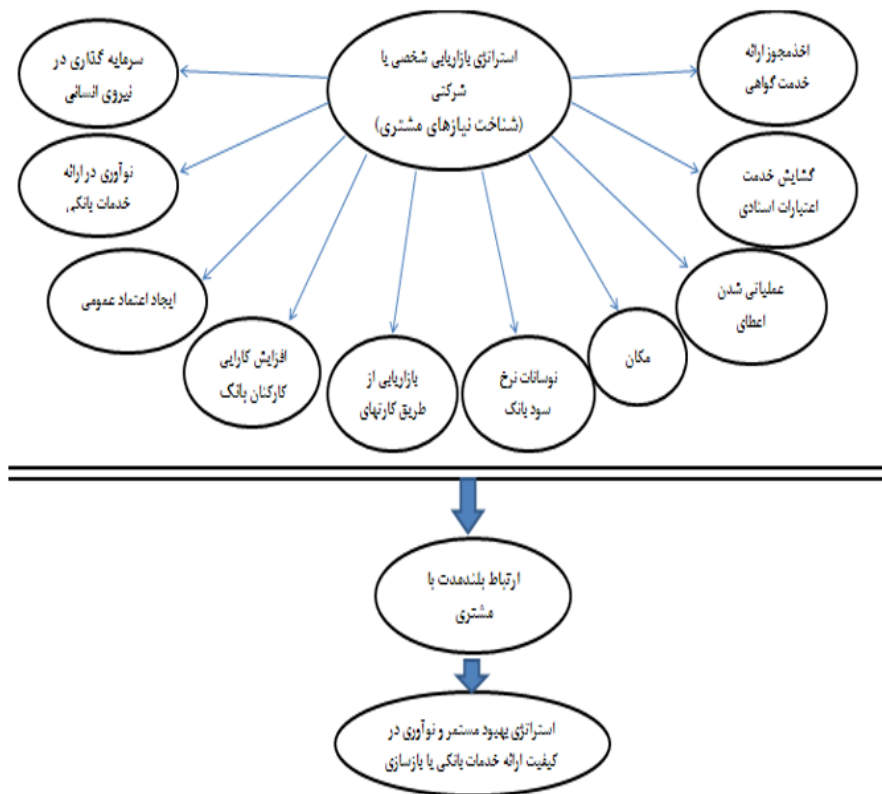 استراتژی بازاریابی شخصی یا
شرکتی
(شناخت نیازهای مشتری)
اخذمجوز ارائه
خدمت گواهی
گشایش خدمت
اعتبارات اسنادی
عملیاتی شدن
اعطای
مکان
نوسانات نرخ
سود بانک
بازاریابی از
طریق کارتهای
افزایش کارایی
کارکنان بانک
ایجاد اعتماد عمومی
نوآوری در ارائه
خدمات بانکی
سرمایه گذاری در
نیروی انسانی
ارتباط بلندمدت با
مشتری
استراتژی بهبود مستمر و نوآوری در
کیفیت ارائه خدمات بانکی یا بازسازی